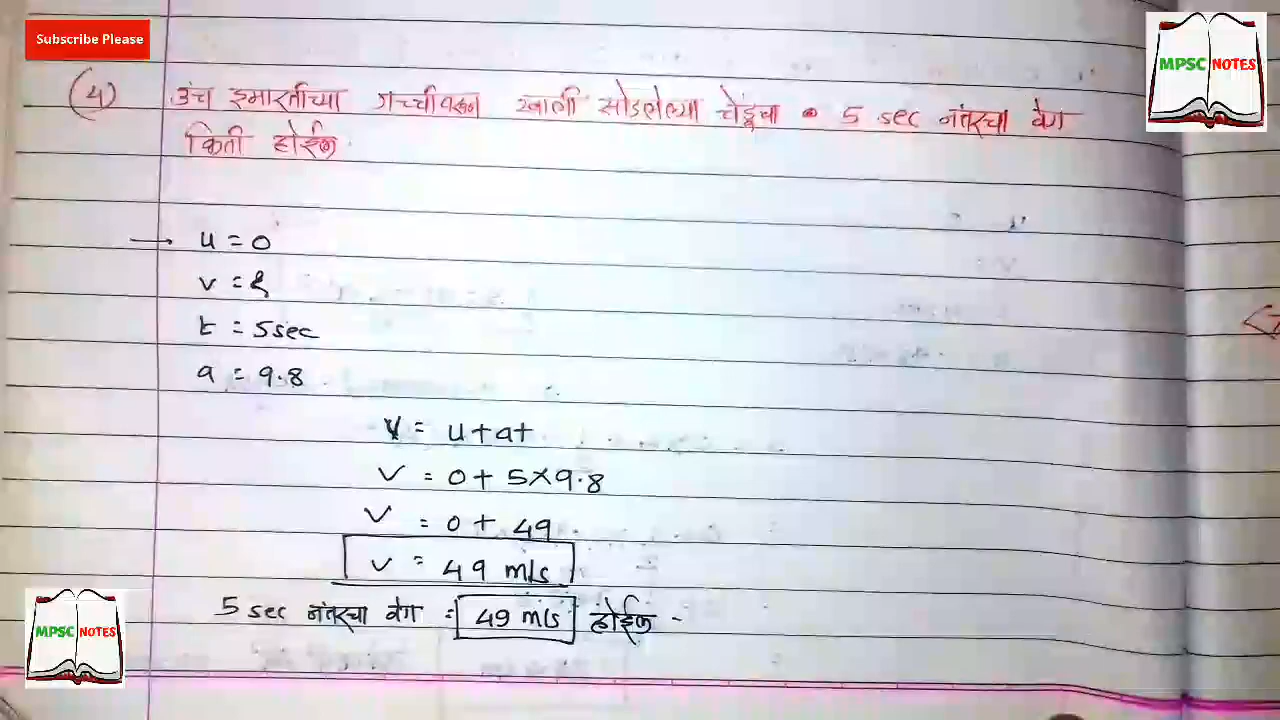 Subscribe Please
MPSC NOTES
(4) उंच इमारतीच्या गच्चीवरून खाली सोडलेल्या चेंडूचा 5 sec नंतरचा वेग
किती होईल.
→ u = 0
v = ?
t = 5sec
a = 9.8
v = u+at
v = 0+ 5×9.8
v = 0 + 49
v = 49 m/s
5 sec नंतरचा वेग = 49 m/s होईल -
MPSC NOTES